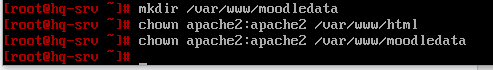 [root@hq-srv ~]# mkdir /var/www/moodledata
[root@hq-srv ~]# chown apache2:apache2 /var/www/html
[root@hq-srv ~]# chown apache2:apache2 /var/www/moodledata
[root@hq-srv ~]# _